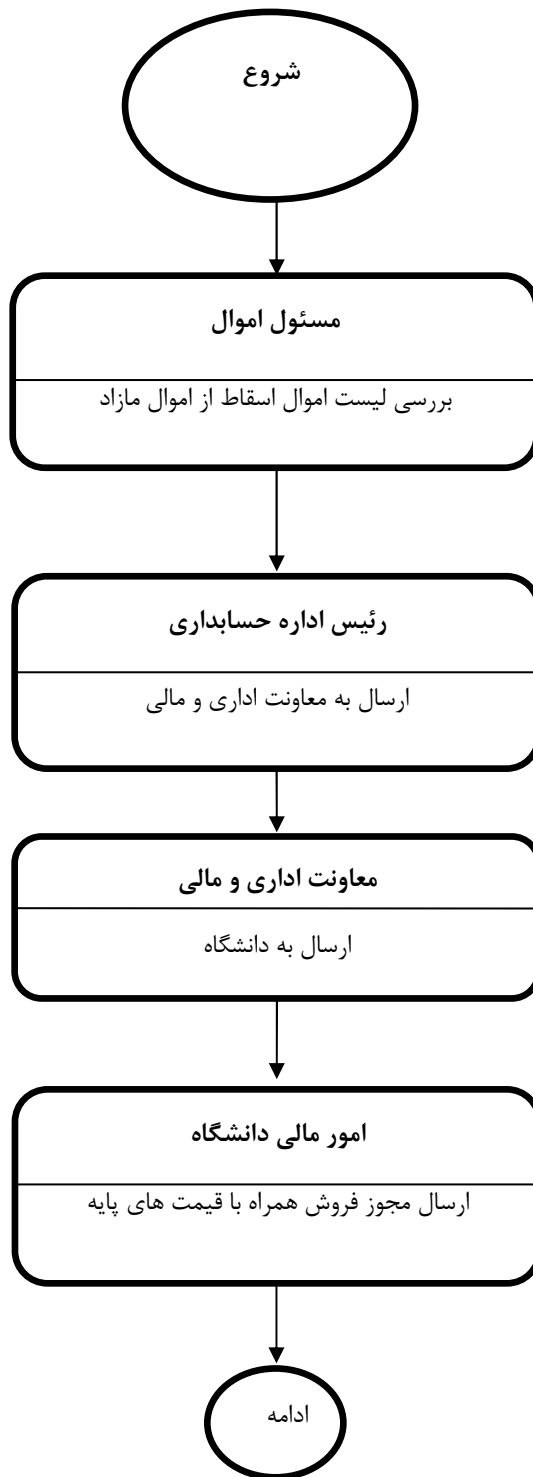 شروع
مسئول اموال
بررسی لیست اموال اسقاط از اموال مازاد
رئیس اداره حسابداری
ارسال به معاونت اداری و مالی
معاونت اداری و مالی
ارسال به دانشگاه
امور مالی دانشگاه
ارسال مجوز فروش همراه با قیمت های پایه
ادامه